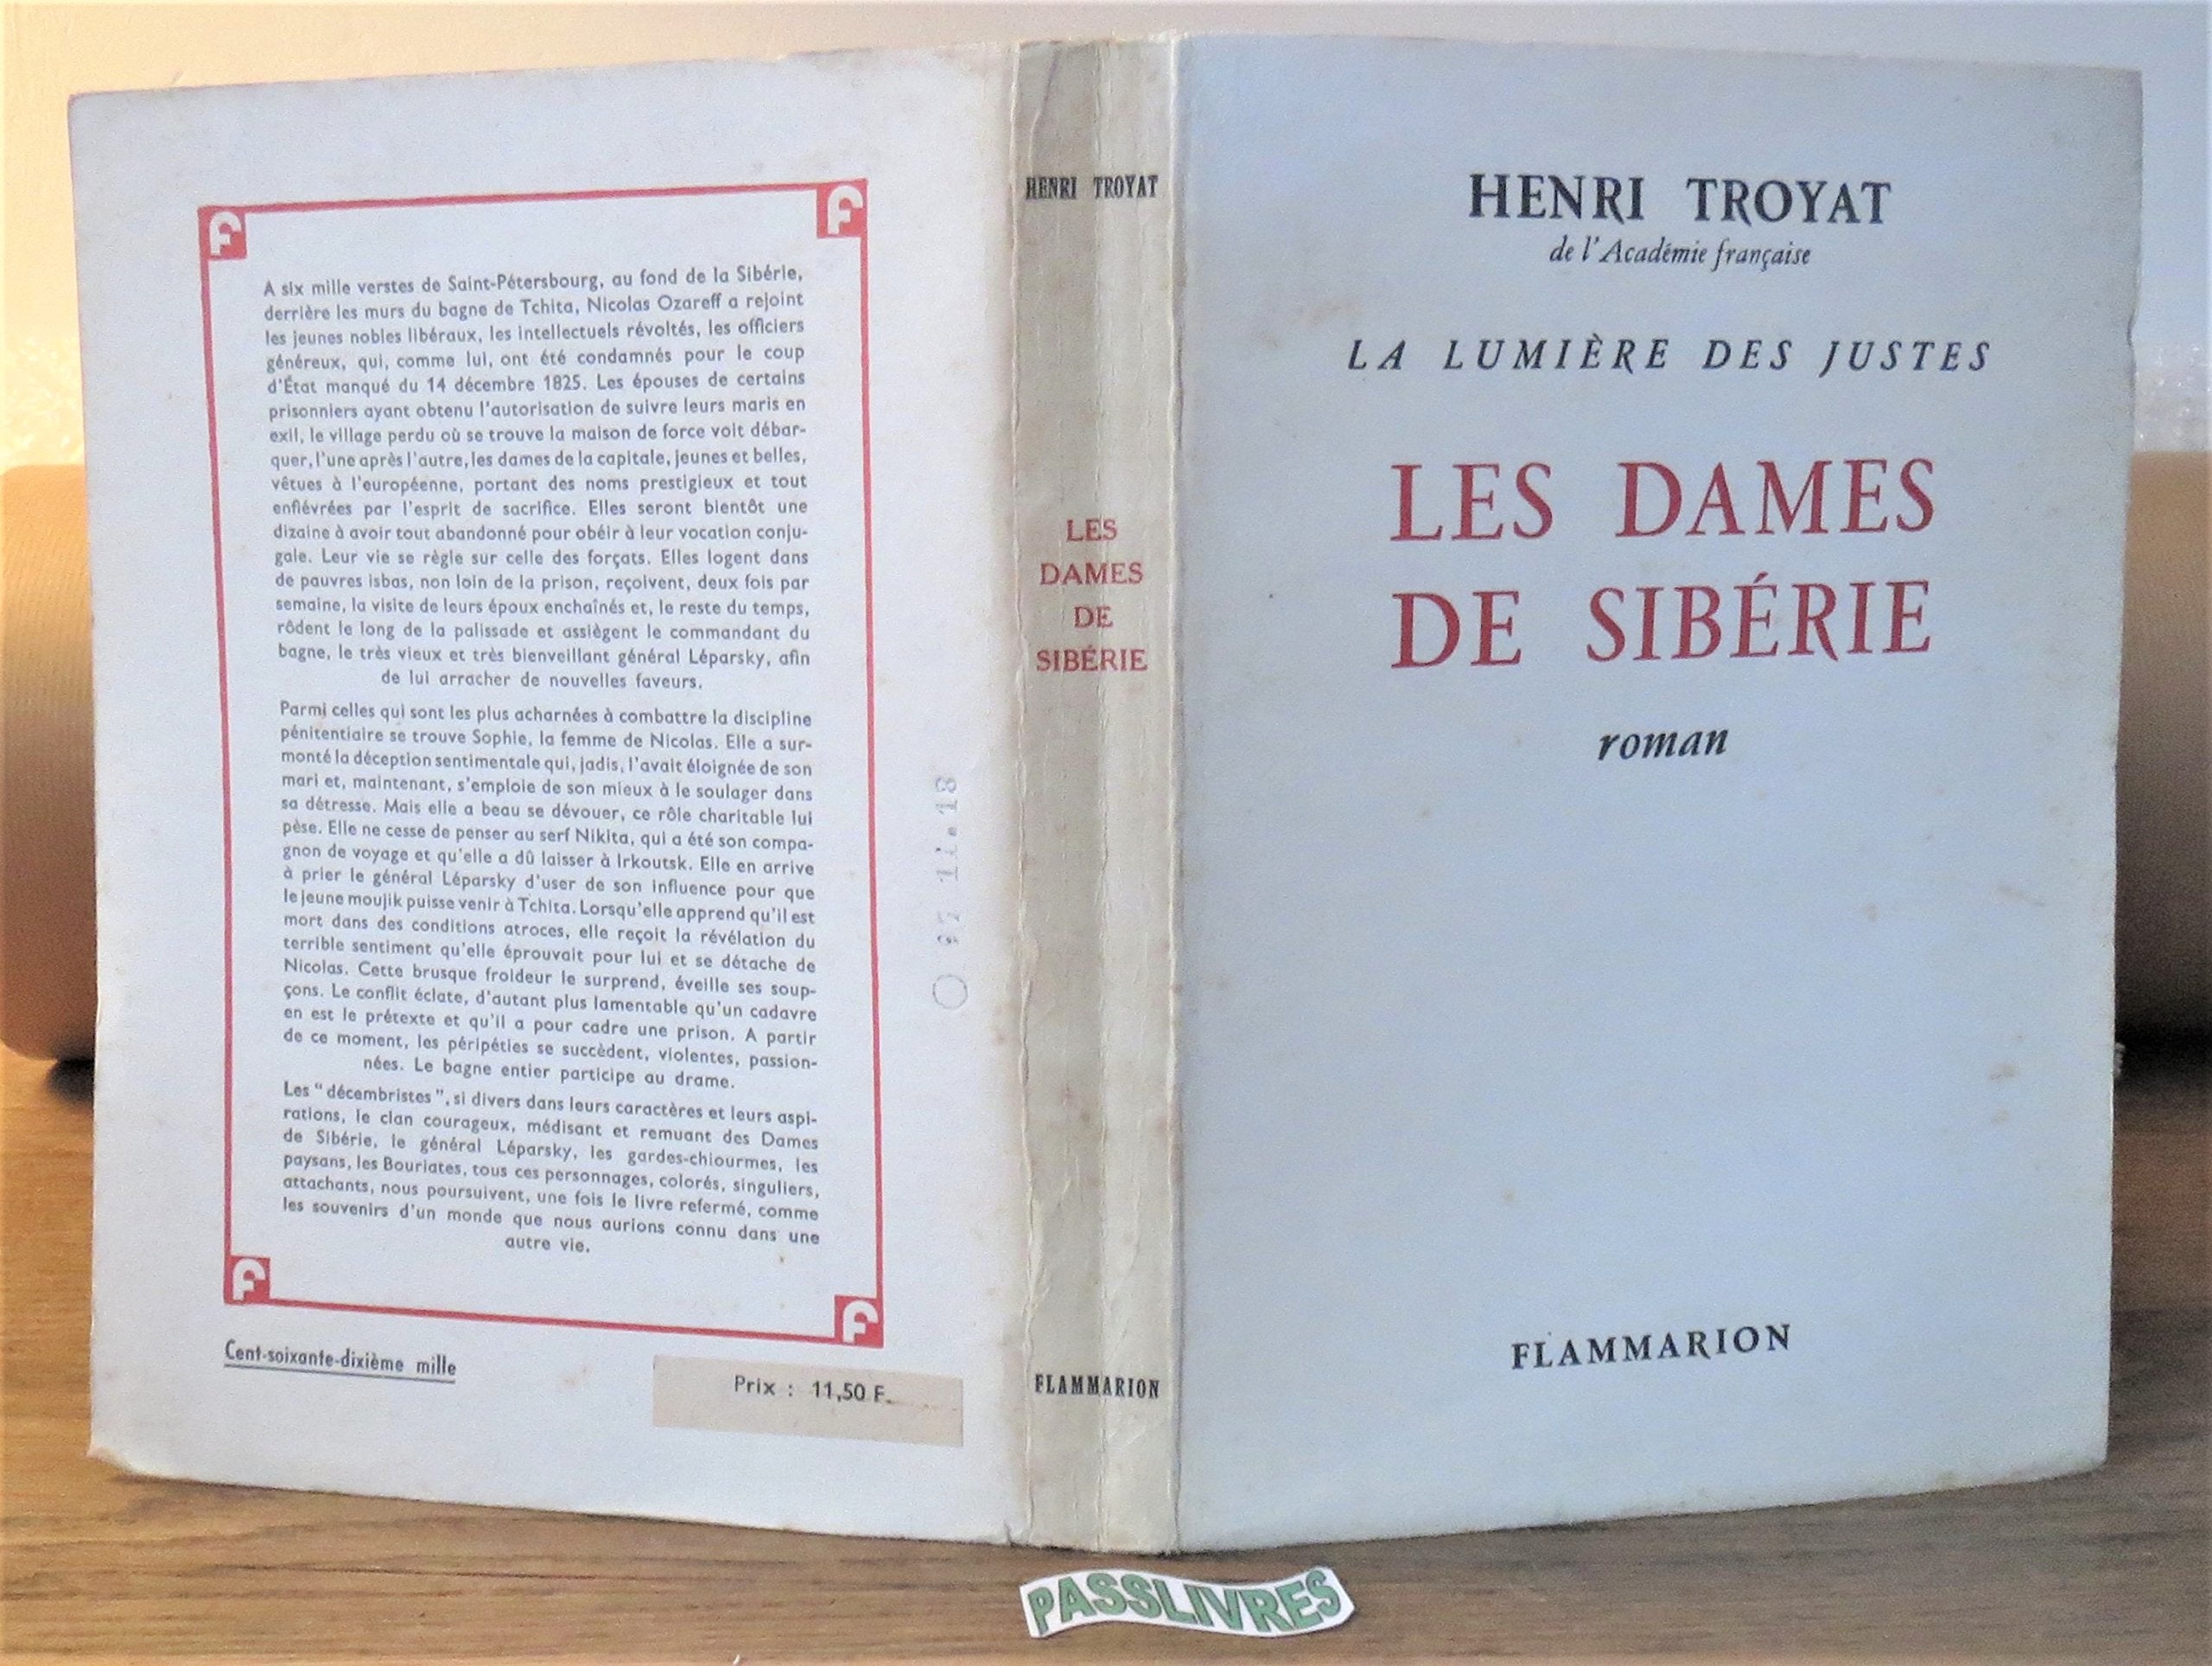 A six mille verstes de Saint-Pétersbourg, au fond de la Sibérie,
derrière les murs du bagne de Tchita, Nicolas Ozareff a rejoint
les jeunes nobles libéraux, les intellectuels révoltés, les officiers
généreux, qui, comme lui, ont été condamnés pour le coup
d'État manqué du 14 décembre 1825. Les épouses de certains
prisonniers ayant obtenu l'autorisation de suivre leurs maris en
exil, le village perdu où se trouve la maison de force voit débar-
quer, l'une après l'autre, les dames de la capitale, jeunes et belles,
vêtues à l'européenne, portant des noms prestigieux et tout
enfiévrées par l'esprit de sacrifice. Elles seront bientôt une
dizaine à avoir tout abandonné pour obéir à leur vocation conju-
gale. Leur vie se règle sur celle des forçats. Elles logent dans
de pauvres isbas, non loin de la prison, reçoivent, deux fois par
semaine, la visite de leurs époux enchaînés et, le reste du temps,
rôdent le long de la palissade et assiègent le commandant du
bagne, le très vieux et très bienveillant général Léparsky, afin
de lui arracher de nouvelles faveurs.
Parmi celles qui sont les plus acharnées à combattre la discipline
pénitentiaire se trouve Sophie, la femme de Nicolas. Elle a sur-
monté la déception sentimentale qui, jadis, l'avait éloignée de son
mari et, maintenant, s'emploie de son mieux à le soulager dans
sa détresse. Mais elle a beau se dévouer, ce rôle charitable lui
pèse. Elle ne cesse de penser au serf Nikita, qui a été son compa-
gnon de voyage et qu'elle a dû laisser à Irkoutsk. Elle en arrive
à prier le général Léparsky d'user de son influence pour que
le jeune moujik puisse venir à Tchita. Lorsqu'elle apprend qu'il est
mort dans des conditions atroces, elle reçoit la révélation du
terrible sentiment qu'elle éprouvait pour lui et se détache de
Nicolas. Cette brusque froideur le surprend, éveille ses soup-
çons. Le conflit éclate, d'autant plus lamentable qu'un cadavre
en est le prétexte et qu'il a pour cadre une prison. A partir
de ce moment, les péripéties se succèdent, violentes, passion-
nées. Le bagne entier participe au drame.
Les "décembristes", si divers dans leurs caractères et leurs aspi-
rations, le clan courageux, médisant et remuant des Dames
de Sibérie, le général Léparsky, les gardes-chiourmes, les
paysans, les Bouriates, tous ces personnages, colorés, singuliers,
attachants, nous poursuivent, une fois le livre refermé, comme
les souvenirs d'un monde que nous aurions connu dans une
autre vie.
Cent-soixante-dixième mille
Prix : 11,50 F.
HENRI TROYAT
LES
DAMES
DE
SIBÉRIE
FLAMMARION
HENRI TROYAT
de l'Académie française
LA LUMIÈRE DES JUSTES
LES DAMES
DE SIBÉRIE
roman
FLAMMARION
PASSLIVRES